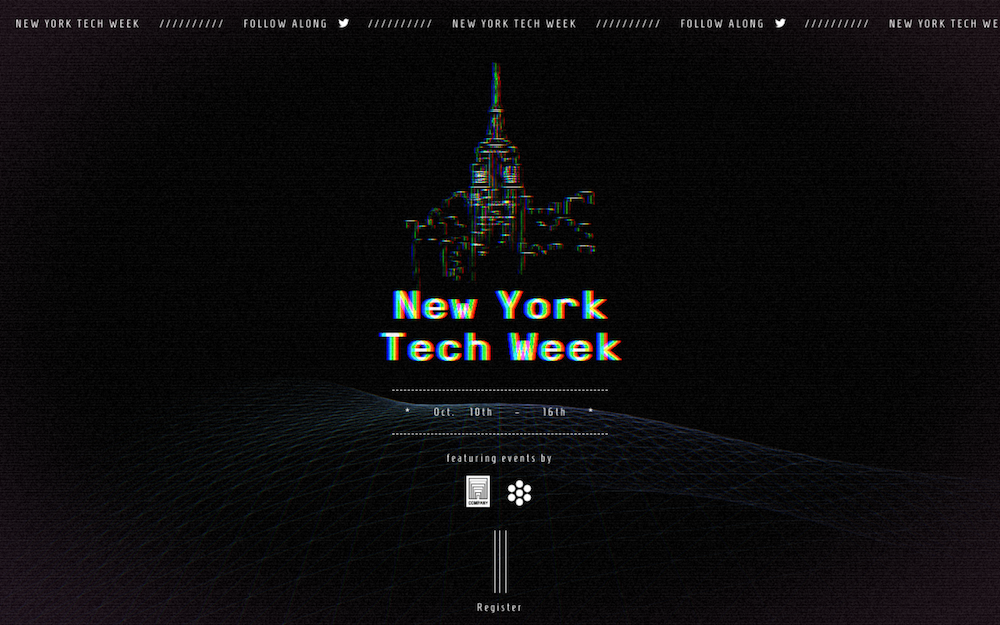 NEW YORK TECH WEEK ////////// FOLLOW ALONG ////////// NEW YORK TECH WEEK ////////// FOLLOW ALONG ////////// NEW YORK TECH WE
New York
Tech Week
* Oct. 10th - 16th *
featuring events by
COMPANY
Register